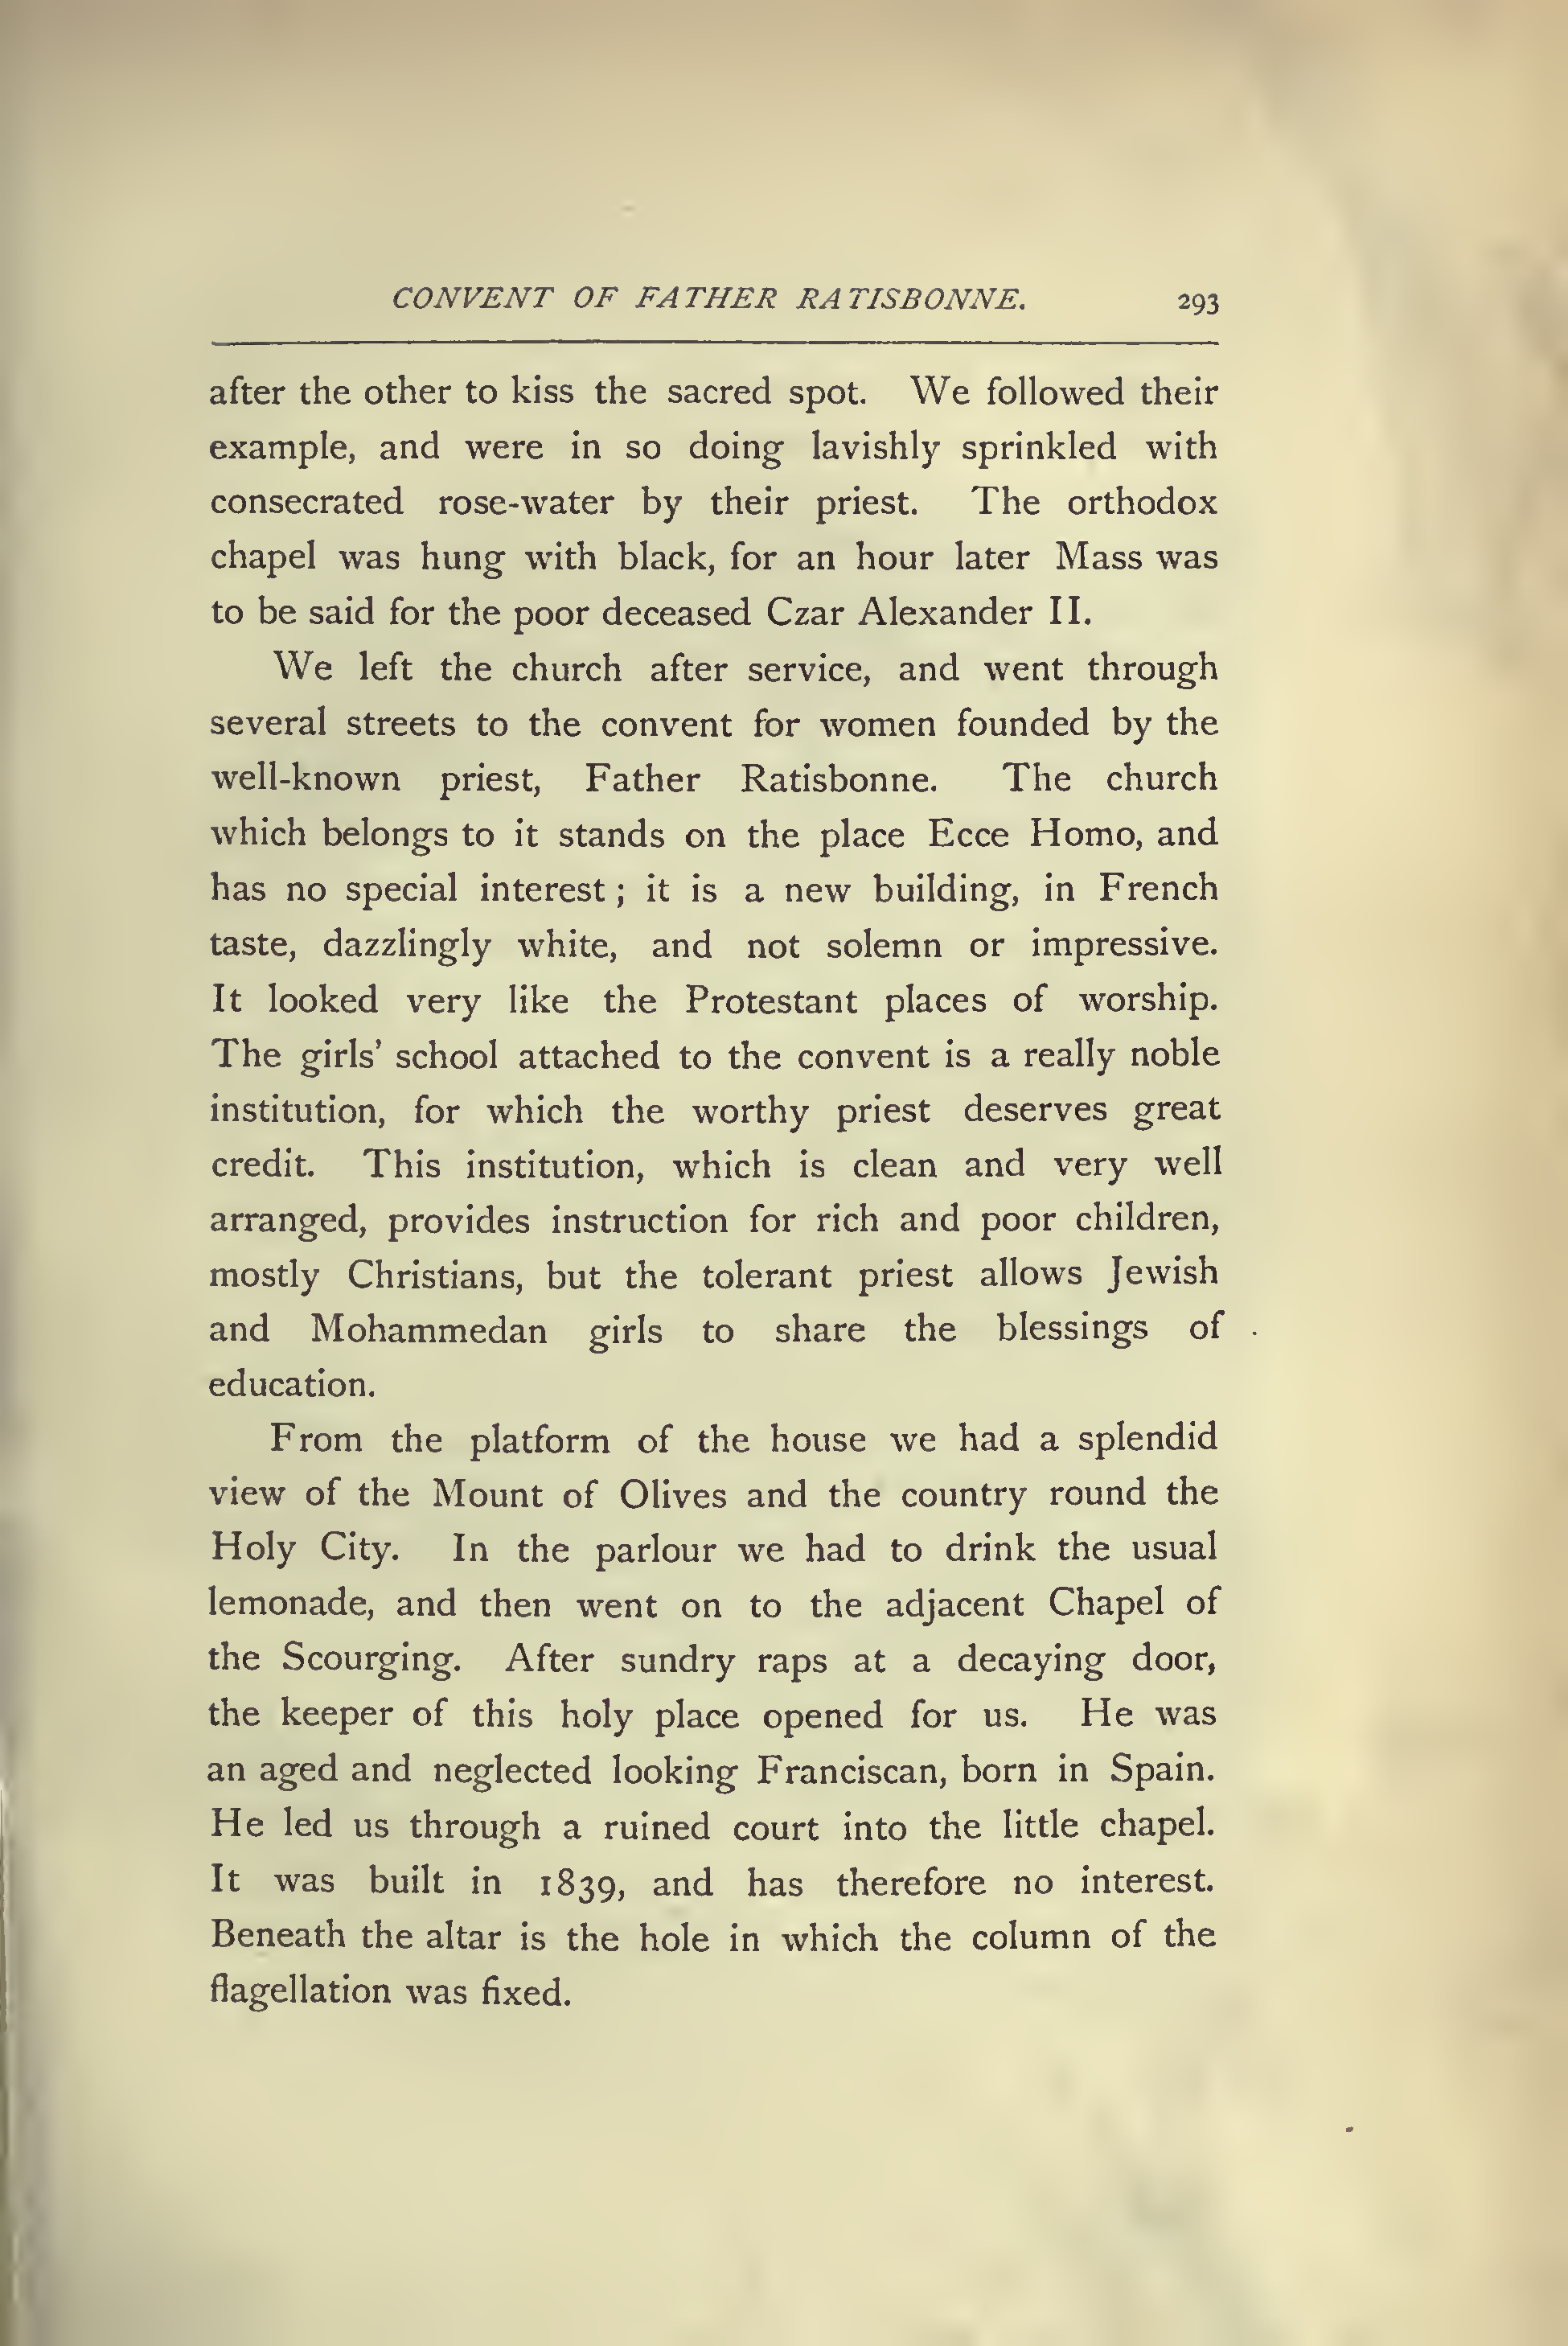 CONVENT OF FATHER RATISBONNE. 293
after the other to kiss the sacred spot. We followed their
example, and were in so doing lavishly sprinkled with
consecrated rose-water by their priest. The orthodox
chapel was hung with black, for an hour later Mass was
to be said for the poor deceased Czar Alexander II.
We left the church after service, and went through
several streets to the convent for women founded by the
well-known priest, Father Ratisbonne. The church
which belongs to it stands on the place Ecce Homo, and
has no special interest ; it is a new building, in French
taste, dazzlingly white, and not solemn or impressive.
It looked very like the Protestant places of worship.
The girls’ school attached to the convent is a really noble
institution, for which the worthy priest deserves great
credit. This institution, which is clean and very well
arranged, provides instruction for rich and poor children,
mostly Christians, but the tolerant priest allows Jewish
and Mohammedan girls to share the blessings of
education.
From the platform of the house we had a splendid
view of the Mount of Olives and the country round the
Holy City. In the parlour we had to drink the usual
lemonade, and then went on to the adjacent Chapel of
the Scourging. After sundry raps at a decaying door,
the keeper of this holy place opened for us. He was
an aged and neglected looking Franciscan, born in Spain.
He led us through a ruined court into the little chapel.
It was built in 1839, and has therefore no interest.
Beneath the altar is the hole in which the column of the
flagellation was fixed.